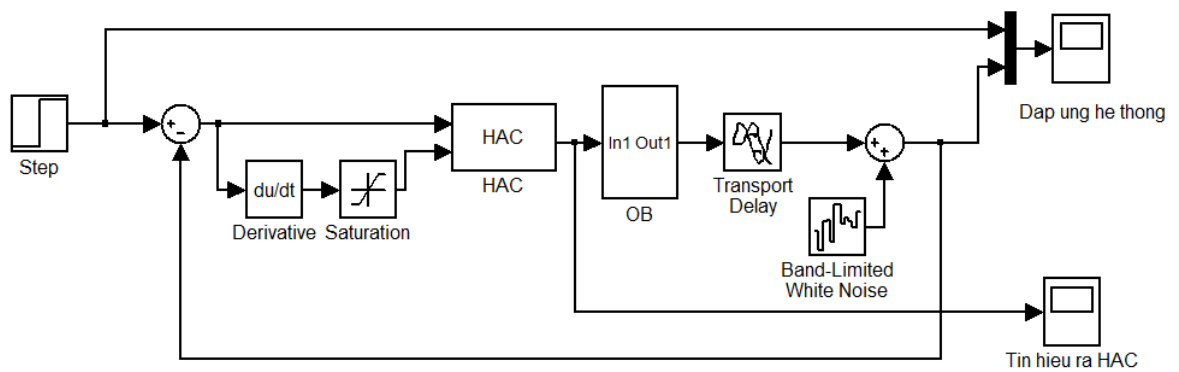 Dap ung he thong
+
−
Step
HAC
HAC
In1 Out1
OB
Transport
Delay
+
+
du/dt
Derivative
Saturation
Band-Limited
White Noise
Tin hieu ra HAC